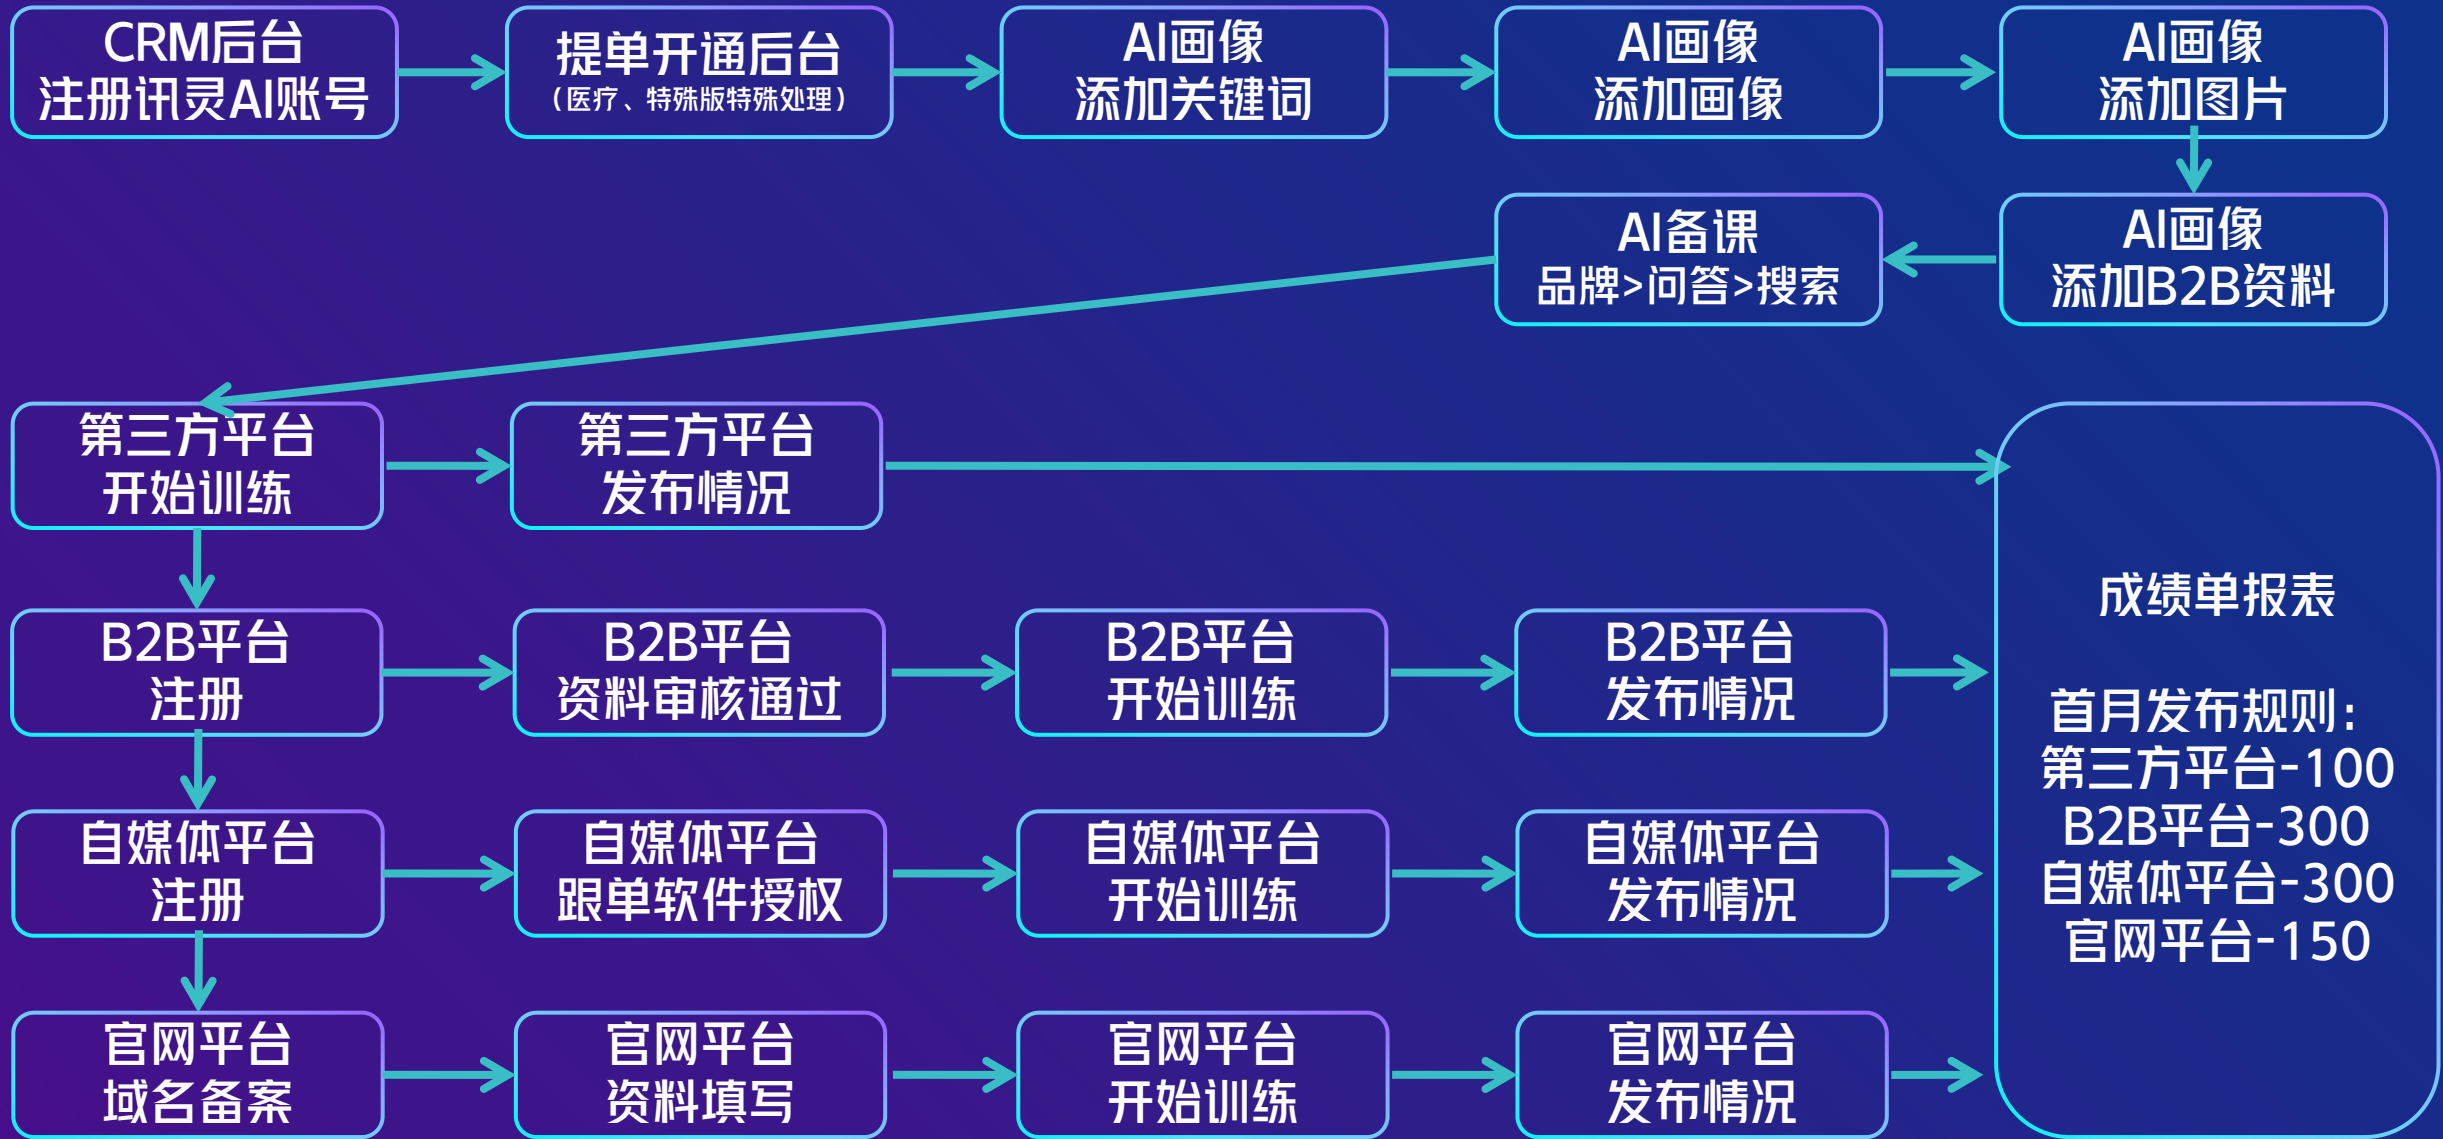 CRM后台
注册讯灵AI账号
提单开通后台
(医疗、特殊版特殊处理)
AI画像
添加关键词
AI画像
添加画像
AI画像
添加图片
AI画像
添加B2B资料
AI备课
品牌>问答>搜索
第三方平台
开始训练
第三方平台
发布情况
B2B平台
注册
B2B平台
资料审核通过
B2B平台
开始训练
B2B平台
发布情况
自媒体平台
注册
自媒体平台
跟单软件授权
自媒体平台
开始训练
自媒体平台
发布情况
官网平台
域名备案
官网平台
资料填写
官网平台
开始训练
官网平台
发布情况
成绩单报表
首月发布规则:
第三方平台-100
B2B平台-300
自媒体平台-300
官网平台-150